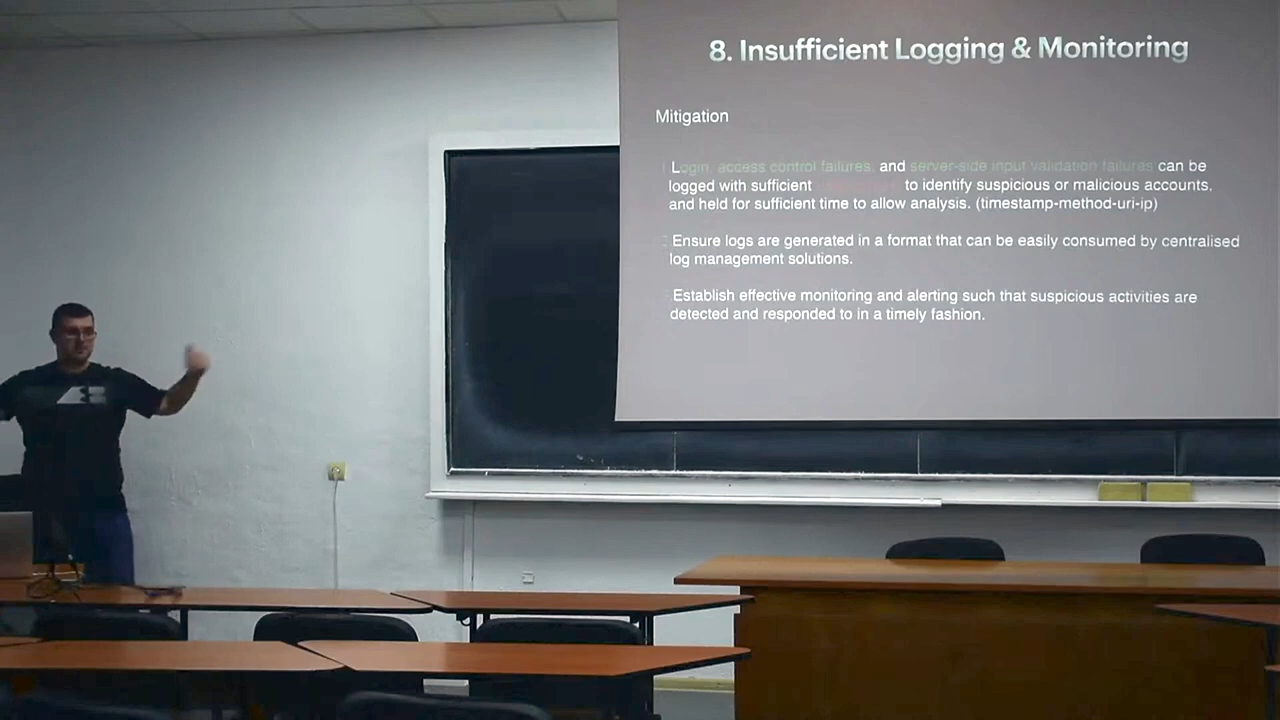 8. Insufficient Logging & Monitoring
Mitigation
Login, access control failures, and server-side input validation failures can be
logged with sufficient to identify suspicious or malicious accounts,
and held for sufficient time to allow analysis. (timestamp-method-uri-ip)
Ensure logs are generated in a format that can be easily consumed by centralised
log management solutions.
Establish effective monitoring and alerting such that suspicious activities are
detected and responded to in a timely fashion.